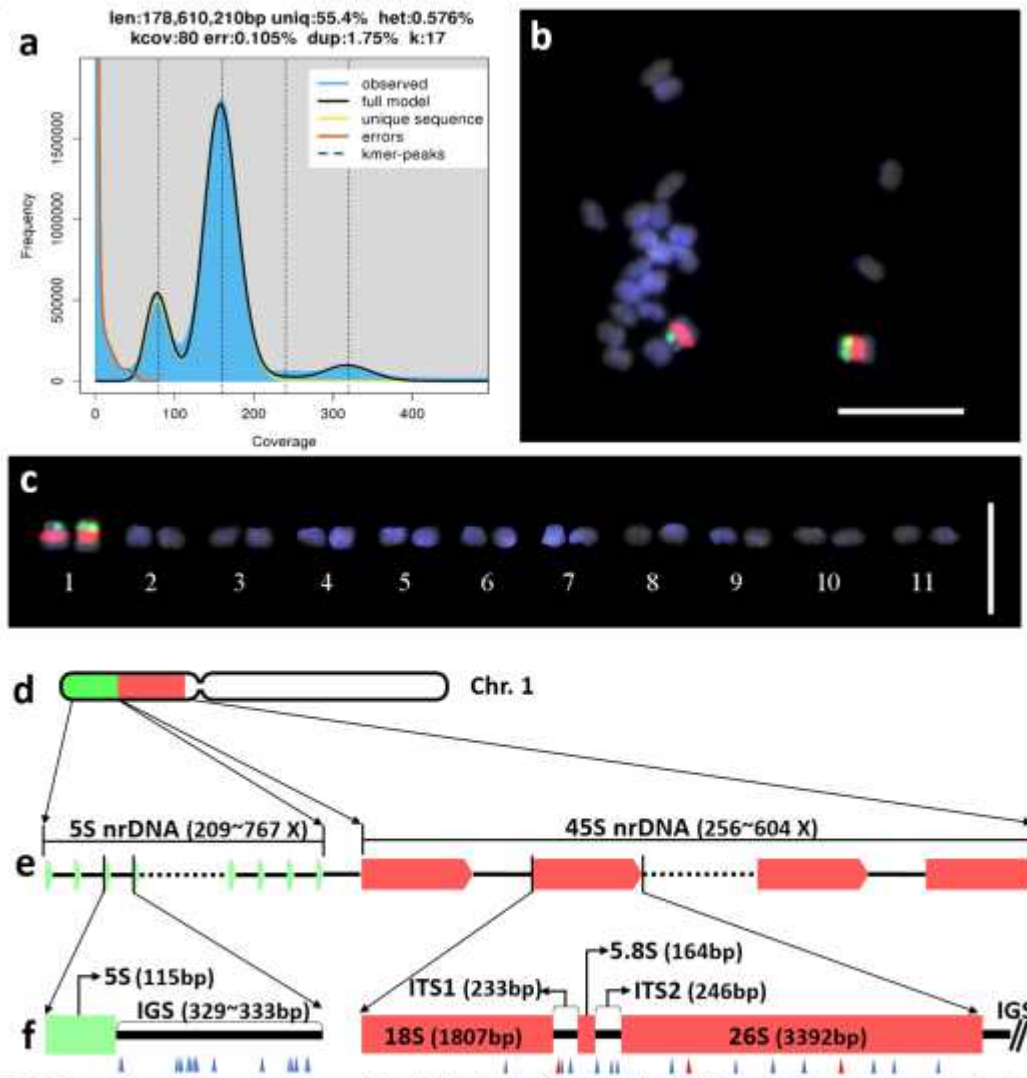 a
len:178,610,210bp uniq:55.4% het:0.576%
kcov:80 err:0.105% dup:1.75% k:17
observed
full model
unique sequence
errors
kmer-peaks
Frequency
0
500000
1000000
1500000
0
100
200
300
400
Coverage
b
c
1 2 3 4 5 6 7 8 9 10 11
d
Chr. 1
5S nrDNA (209~767 X)
45S nrDNA (256~604 X)
e
5S (115bp)
IGS (329~333bp)
5.8S (164bp)
ITS1 (233bp)
ITS2 (246bp)
IGS
f
18S (1807bp)
26S (3392bp)